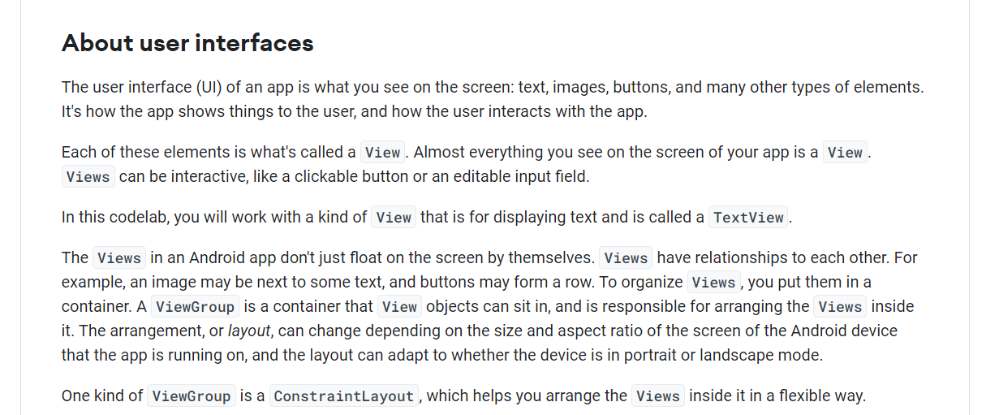 About user interfaces
The user interface (UI) of an app is what you see on the screen: text, images, buttons, and many other types of elements.
It's how the app shows things to the user, and how the user interacts with the app.
Each of these elements is what's called a View. Almost everything you see on the screen of your app is a View.
Views can be interactive, like a clickable button or an editable input field.
In this codelab, you will work with a kind of View that is for displaying text and is called a TextView.
The Views in an Android app don't just float on the screen by themselves. Views have relationships to each other. For
example, an image may be next to some text, and buttons may form a row. To organize Views, you put them in a
container. A ViewGroup is a container that View objects can sit in, and is responsible for arranging the Views inside
it. The arrangement, or layout, can change depending on the size and aspect ratio of the screen of the Android device
that the app is running on, and the layout can adapt to whether the device is in portrait or landscape mode.
One kind of ViewGroup is a ConstraintLayout, which helps you arrange the Views inside it in a flexible way.